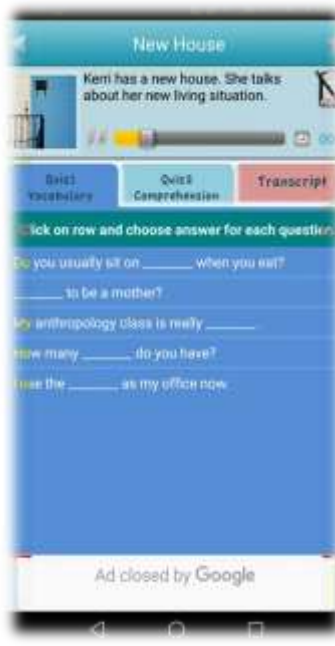 New House
Kerri has a new house. She talks
about her new living situation.
Quiz1
Vocabulary
Quiz2
Comprehension
Transcript
Click on row and choose answer for each question
Do you usually sit on _______ when you eat?
_______ to be a mother?
My anthropology class is really _______.
How many _______ do you have?
I use the _______ as my office now.
Ad closed by Google